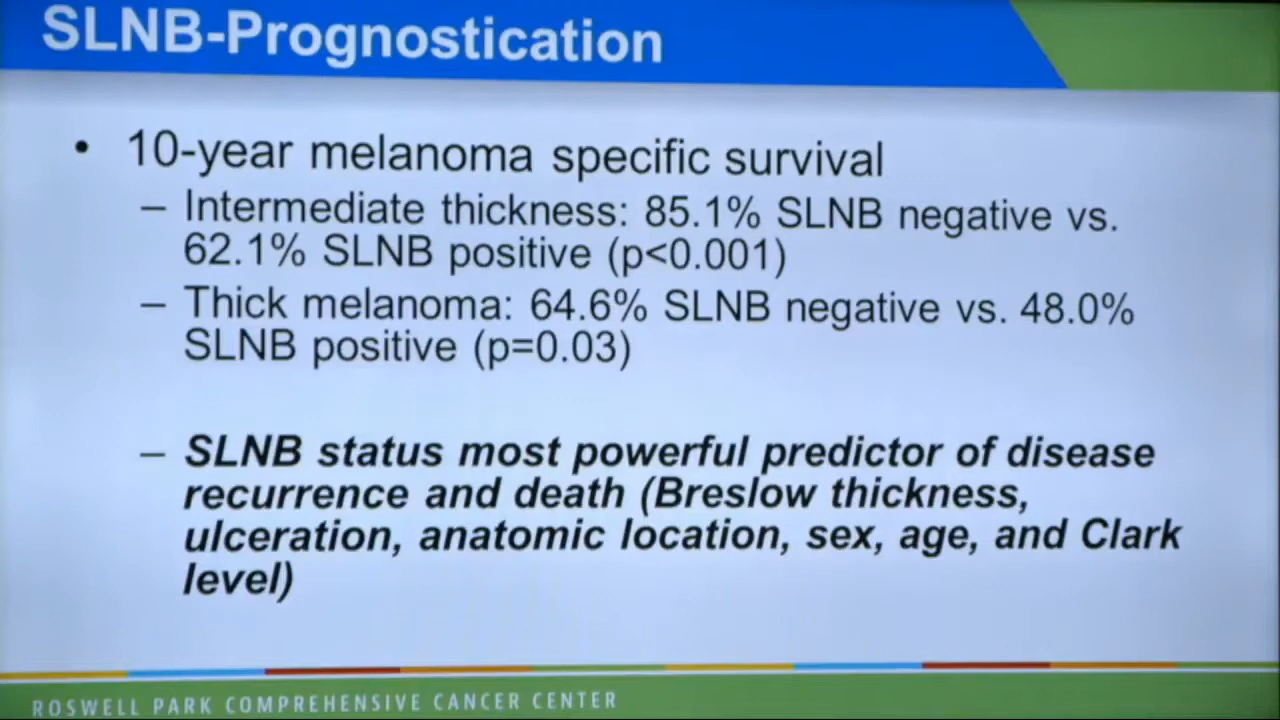 SLNB-Prognostication
• 10-year melanoma specific survival
– Intermediate thickness: 85.1% SLNB negative vs.
62.1% SLNB positive (p<0.001)
– Thick melanoma: 64.6% SLNB negative vs. 48.0%
SLNB positive (p=0.03)
– SLNB status most powerful predictor of disease
recurrence and death (Breslow thickness,
ulceration, anatomic location, sex, age, and Clark
level)
ROSWELL PARK COMPREHENSIVE CANCER CENTER